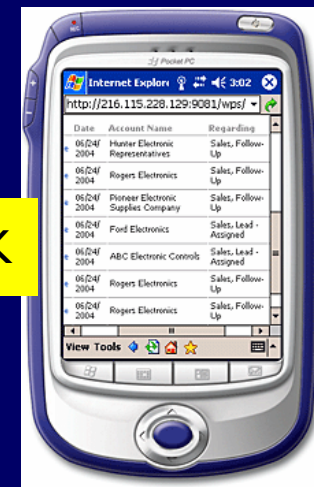 REC
Pocket PC
Internet Explore 3:02
http://216.115.228.129:9081/wps/
Date Account Name Regarding
06/24/ Hunter Electronic Sales, Follow-
2004 Representatives Up
06/24/ Rogers Electronics Sales, Follow-
2004 Up
06/24/ Pioneer Electronic Sales, Follow-
2004 Supplies Company Up
06/24/ Ford Electronics Sales, Lead -
2004 Assigned
06/24/ ABC Electronic Controls Sales, Lead -
2004 Assigned
06/24/ Rogers Electronics Sales, Follow-
2004 Up
06/24/ Rogers Electronics Sales, Follow-
2004 Up
View Tools
K